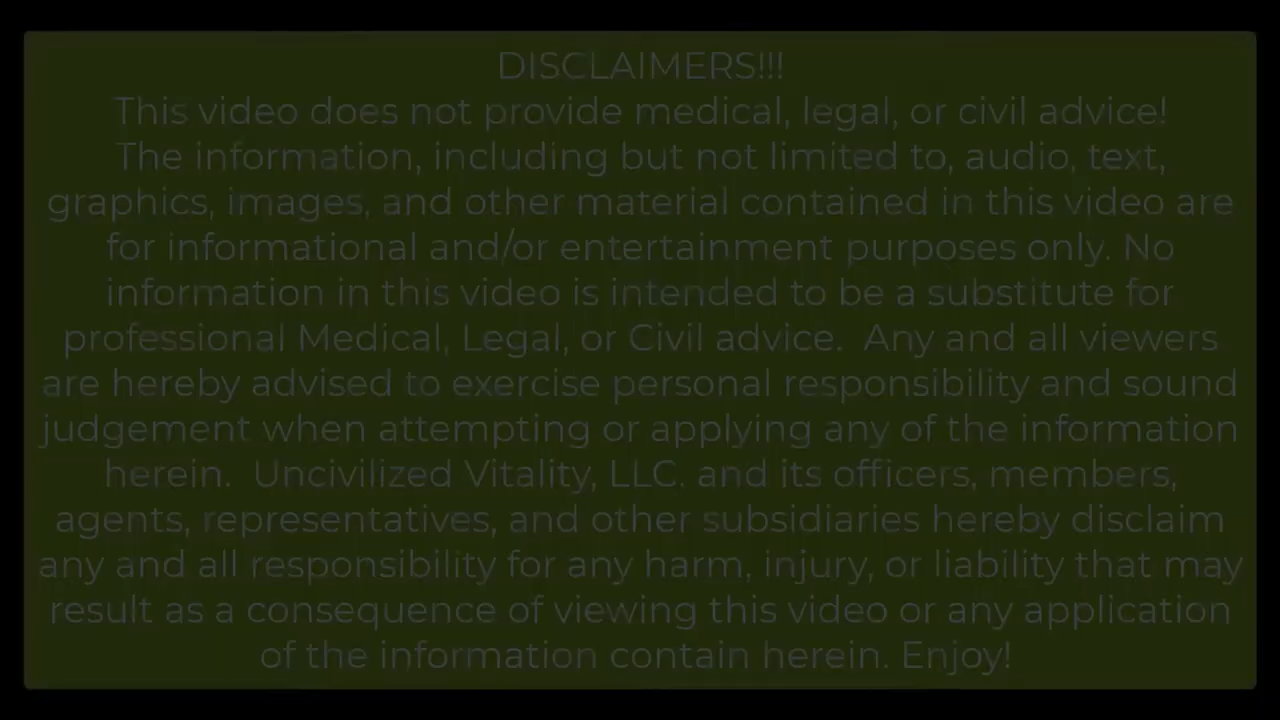 DISCLAIMERS!!!
This video does not provide medical, legal, or civil advice!
The information, including but not limited to, audio, text,
graphics, images, and other material contained in this video are
for informational and/or entertainment purposes only. No
information in this video is intended to be a substitute for
professional Medical, Legal, or Civil advice.  Any and all viewers
are hereby advised to exercise personal responsibility and sound
judgement when attempting or applying any of the information
herein.  Uncivilized Vitality, LLC. and its officers, members,
agents, representatives, and other subsidiaries hereby disclaim
any and all responsibility for any harm, injury, or liability that may
result as a consequence of viewing this video or any application
of the information contain herein. Enjoy!